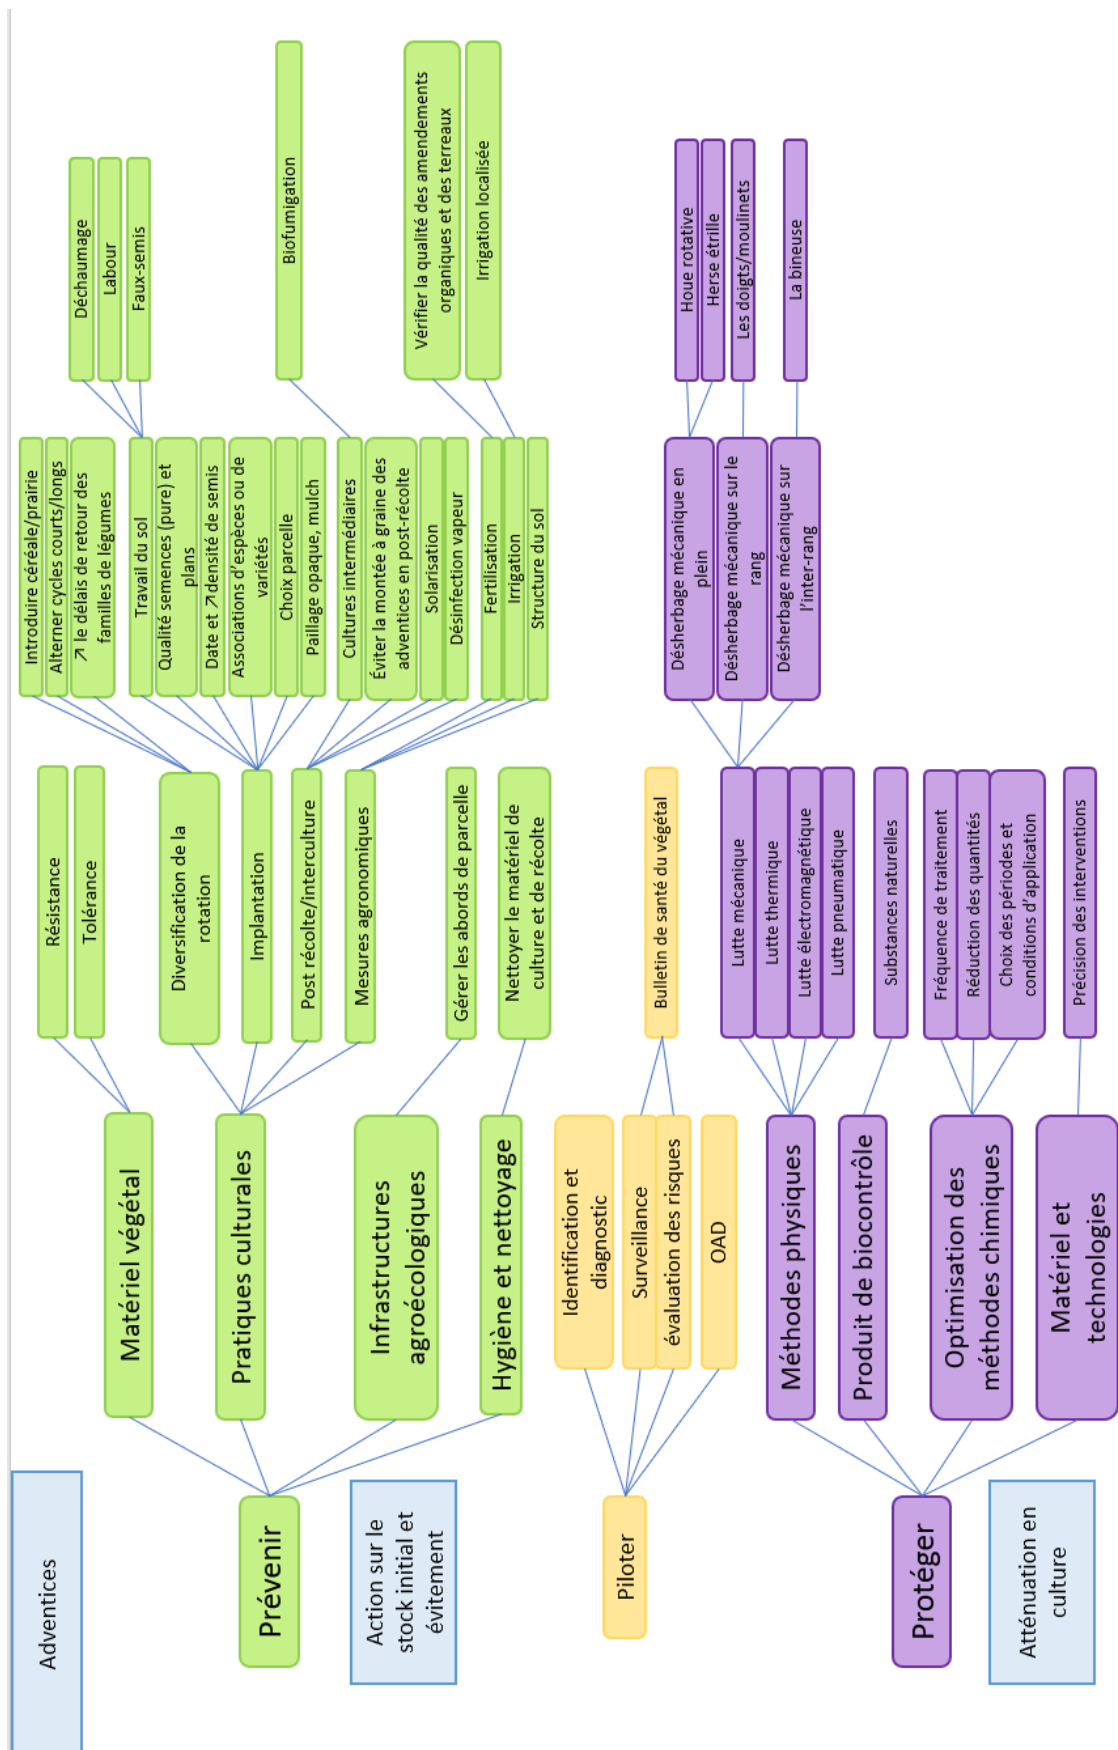 Adventices
Prévenir
Action sur le
stock initial et
évitement
Matériel végétal
Résistance
Tolérance
Pratiques culturales
Diversification de la
rotation
Introduire céréale/prairie
Alterner cycles courts/longs
↗ le délais de retour des
familles de légumes
Implantation
Travail du sol
Déchaumage
Labour
Faux-semis
Qualité semences (pure) et
plans
Date et ↗densité de semis
Associations d'espèces ou de
variétés
Choix parcelle
Paillage opaque, mulch
Post récolte/interculture
Cultures intermédiaires
Biofumigation
Éviter la montée à graine des
adventices en post-récolte
Solarisation
Désinfection vapeur
Mesures agronomiques
Fertilisation
Vérifier la qualité des amendements
organiques et des terreaux
Irrigation
Irrigation localisée
Structure du sol
Infrastructures
agroécologiques
Gérer les abords de parcelle
Hygiène et nettoyage
Nettoyer le matériel de
culture et de récolte
Piloter
Identification et
diagnostic
Surveillance
évaluation des risques
Bulletin de santé du végétal
OAD
Protéger
Atténuation en
culture
Méthodes physiques
Lutte mécanique
Désherbage mécanique en
plein
Houe rotative
Herse étrille
Désherbage mécanique sur le
rang
Les doigts/moulinets
Désherbage mécanique sur
l'inter-rang
La bineuse
Lutte thermique
Lutte électromagnétique
Lutte pneumatique
Produit de biocontrôle
Substances naturelles
Optimisation des
méthodes chimiques
Fréquence de traitement
Réduction des quantités
Choix des périodes et
conditions d'application
Matériel et
technologies
Précision des interventions